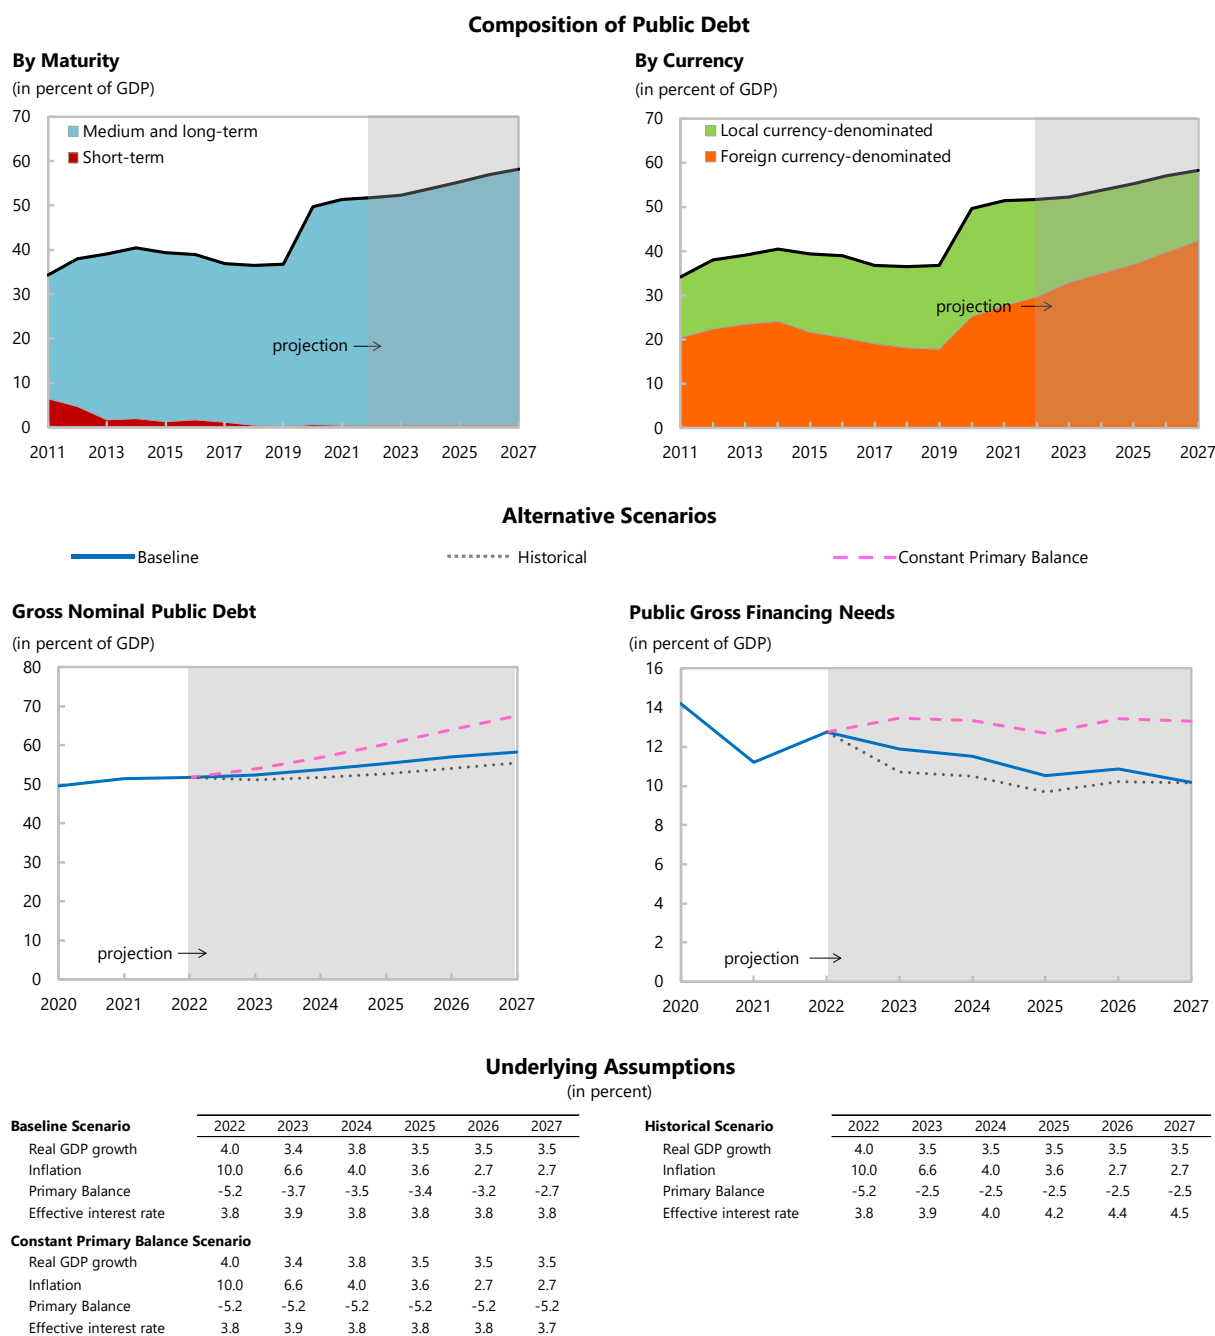 Composition of Public Debt
By Maturity
(in percent of GDP)
70
60
50
40
30
20
10
0
Medium and long-term
Short-term
projection
2011 2013 2015 2017 2019 2021 2023 2025 2027
By Currency
(in percent of GDP)
70
60
50
40
30
20
10
0
Local currency-denominated
Foreign currency-denominated
projection
2011 2013 2015 2017 2019 2021 2023 2025 2027
Alternative Scenarios
Baseline Historical Constant Primary Balance
Gross Nominal Public Debt
(in percent of GDP)
80
70
60
50
40
30
20
10
0
projection
2020 2021 2022 2023 2024 2025 2026 2027
Public Gross Financing Needs
(in percent of GDP)
16
14
12
10
8
6
4
2
0
projection
2020 2021 2022 2023 2024 2025 2026 2027
Underlying Assumptions
(in percent)
Baseline Scenario 2022 2023 2024 2025 2026 2027
Real GDP growth 4.0 3.4 3.8 3.5 3.5 3.5
Inflation 10.0 6.6 4.0 3.6 2.7 2.7
Primary Balance -5.2 -3.7 -3.5 -3.4 -3.2 -2.7
Effective interest rate 3.8 3.9 3.8 3.8 3.8 3.8
Constant Primary Balance Scenario
Real GDP growth 4.0 3.4 3.8 3.5 3.5 3.5
Inflation 10.0 6.6 4.0 3.6 2.7 2.7
Primary Balance -5.2 -5.2 -5.2 -5.2 -5.2 -5.2
Effective interest rate 3.8 3.9 3.8 3.8 3.8 3.7
Historical Scenario 2022 2023 2024 2025 2026 2027
Real GDP growth 4.0 3.5 3.5 3.5 3.5 3.5
Inflation 10.0 6.6 4.0 3.6 2.7 2.7
Primary Balance -5.2 -2.5 -2.5 -2.5 -2.5 -2.5
Effective interest rate 3.8 3.9 4.0 4.2 4.4 4.5